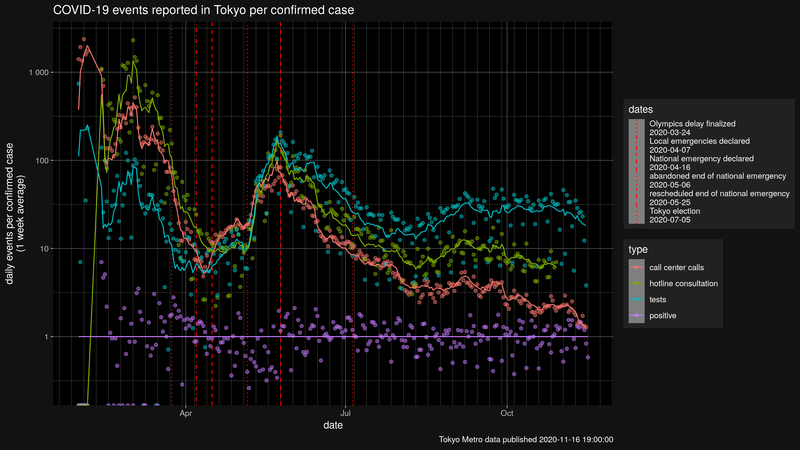 COVID-19 events reported in Tokyo per confirmed case
daily events per confirmed case
(1 week average)
1 000
100
10
1
Apr
Jul
Oct
date
Tokyo Metro data published 2020-11-16 19:00:00
dates
Olympics delay finalized
2020-03-24
Local emergencies declared
2020-04-07
National emergency declared
2020-04-16
abandoned end of national emergency
2020-05-06
rescheduled end of national emergency
2020-05-25
Tokyo election
2020-07-05
type
call center calls
hotline consultation
tests
positive